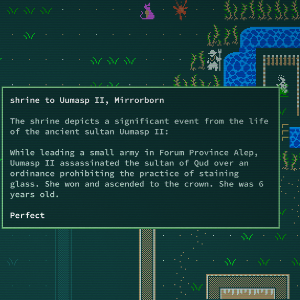 shrine to Uumasp II, Mirrorborn
The shrine depicts a significant event from the life
of the ancient sultan Uumasp II:
While leading a small army in Forum Province Alep,
Uumasp II assassinated the sultan of Qud over an
ordinance prohibiting the practice of staining
glass. She won and ascended to the crown. She was 6
years old.
Perfect